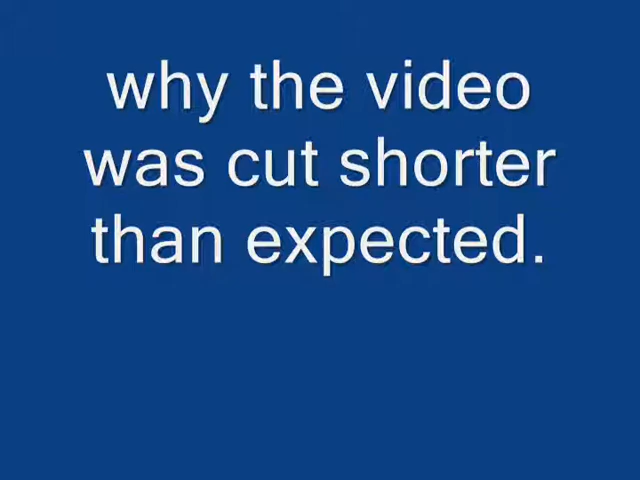 why the video
was cut shorter
than expected.